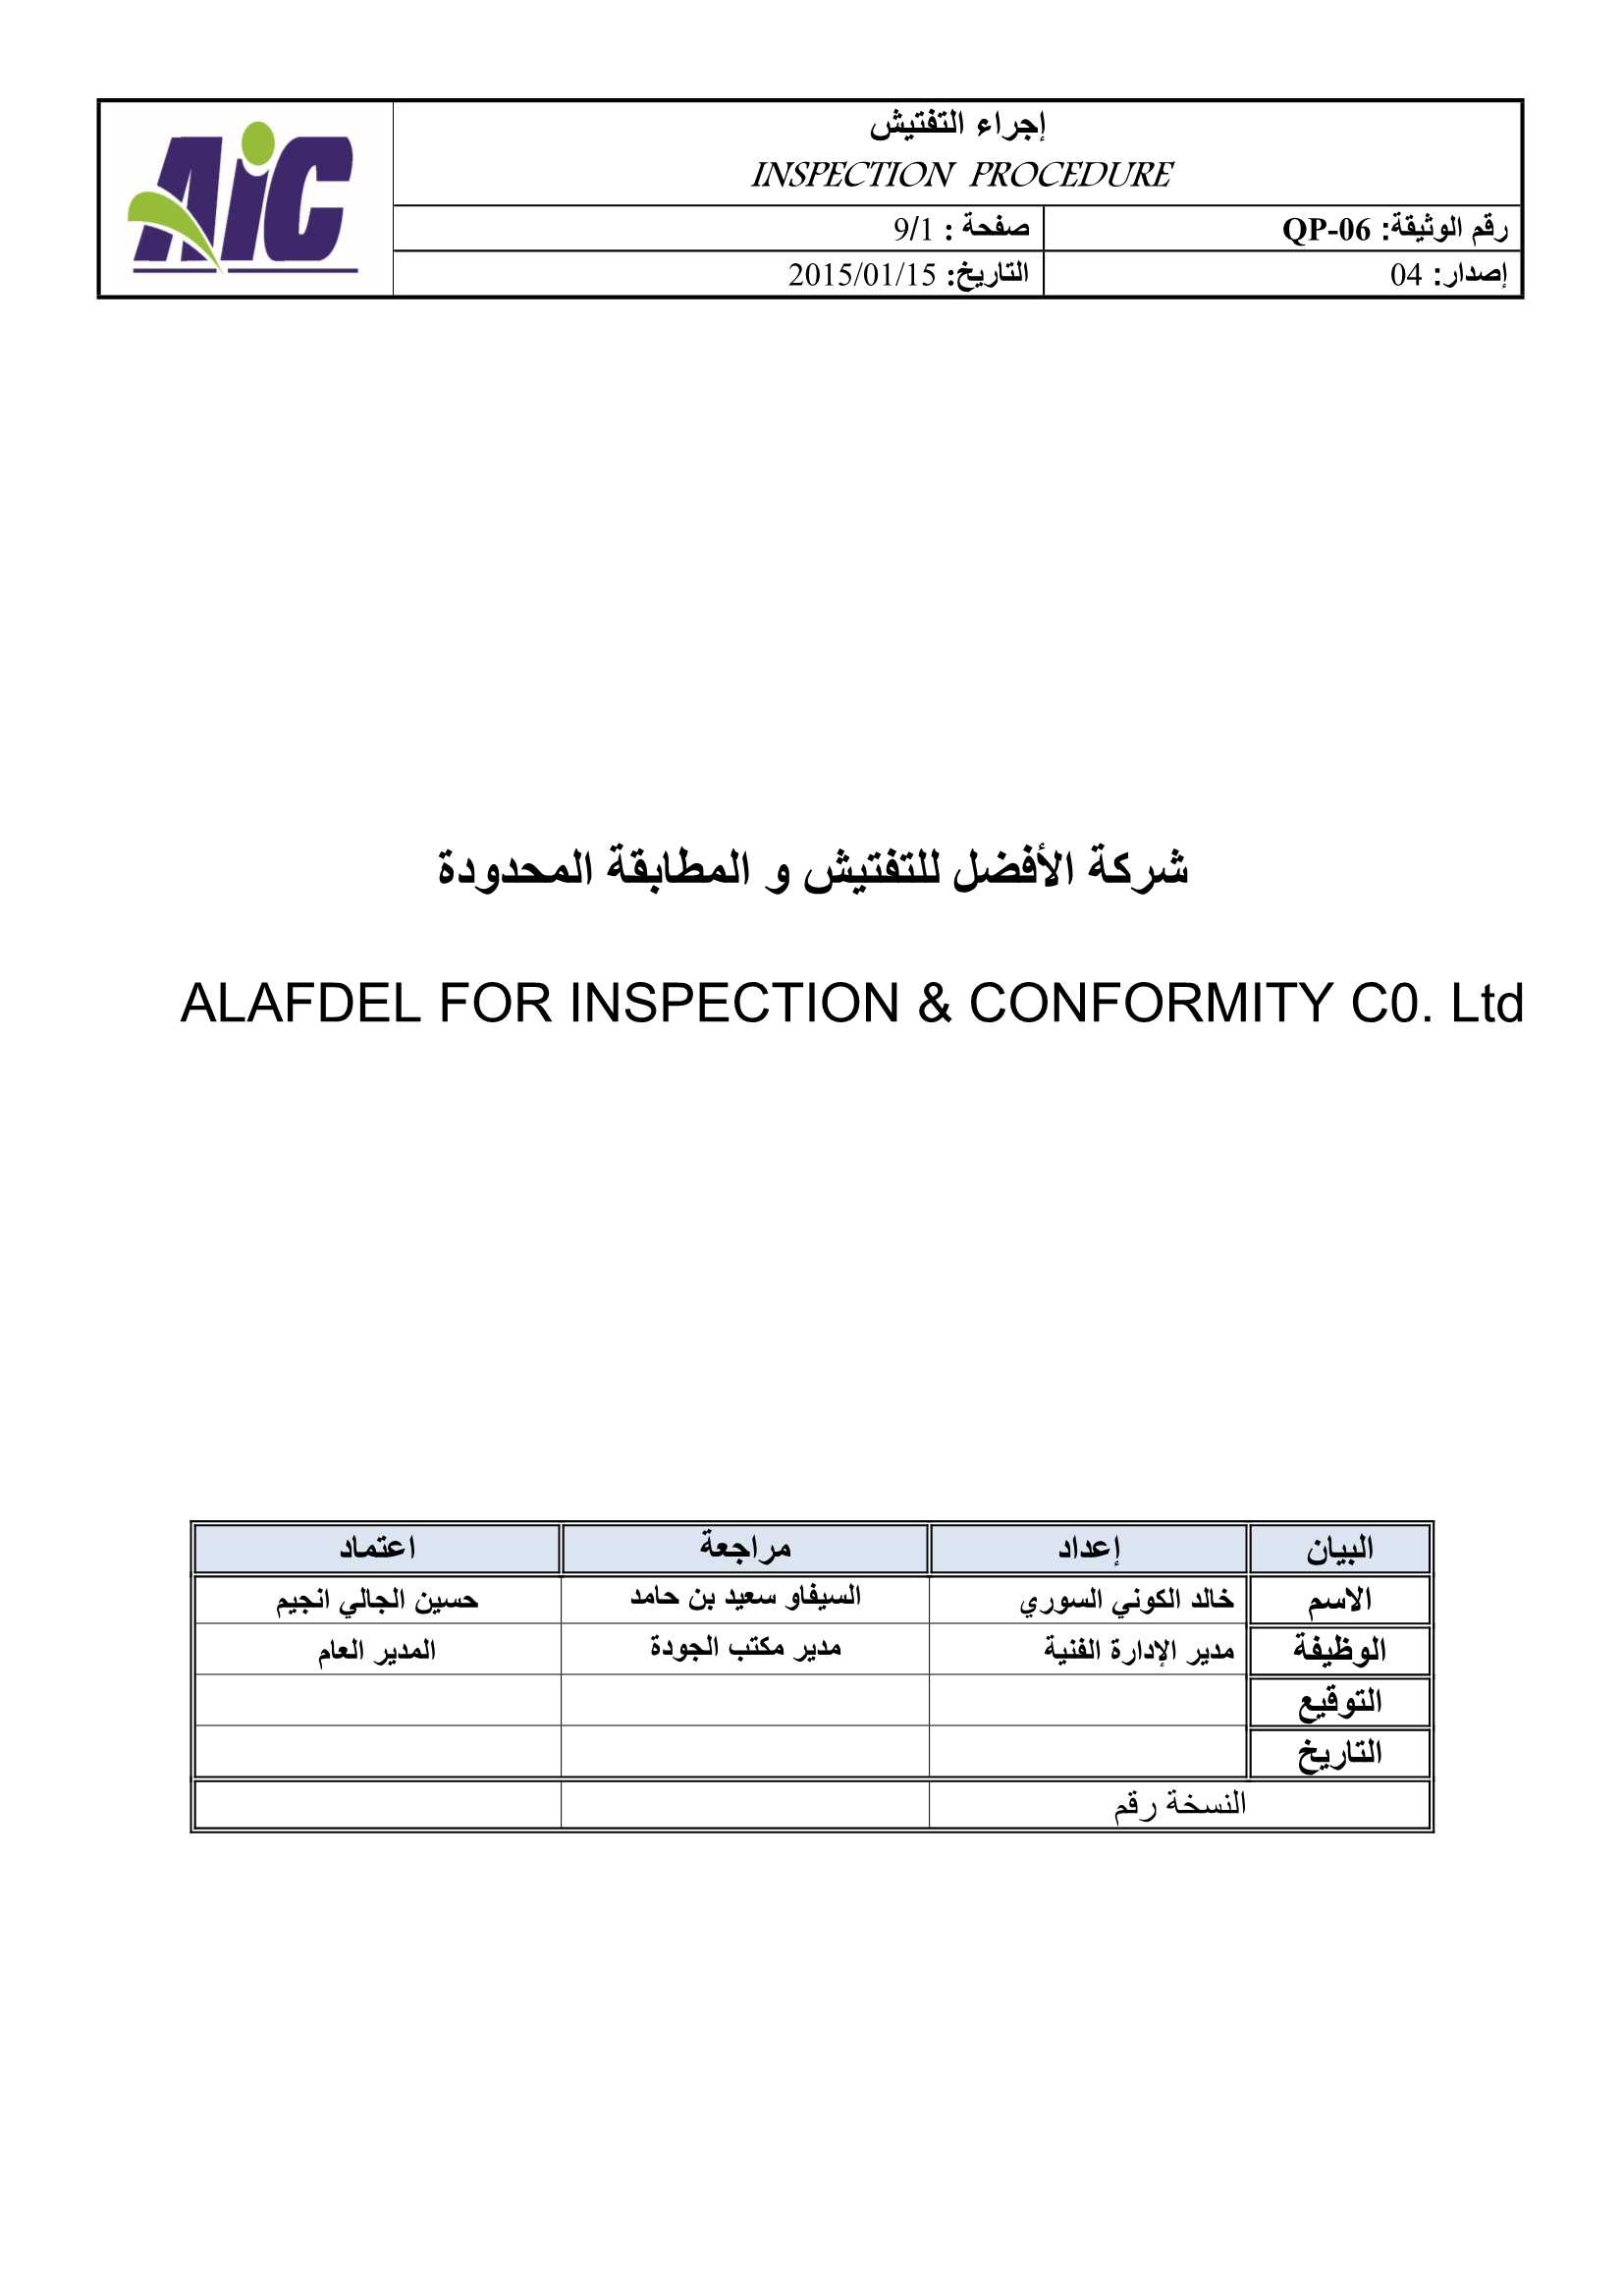 AiC
إجراء التفتيش
INSPECTION PROCEDURE
رقم الوثيقة: QP-06
صفحة : 9/1
إصدار: 04
التاريخ: 2015/01/15
شركة الأفضل للتفتيش و المطابقة المحدودة
ALAFDEL FOR INSPECTION & CONFORMITY C0. Ltd
البيان إعداد مراجعة اعتماد
الاسم خالد الكوني السوري السيفاو سعيد بن حامد حسين الجالي انجيم
الوظيفة مدير الإدارة الفنية مدير مكتب الجودة المدير العام
التوقيع
التاريخ
النسخة رقم